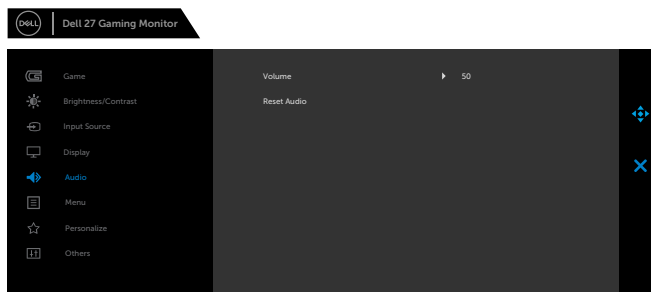 DELL
Dell 27 Gaming Monitor
Game
Volume 50
Brightness/Contrast
Reset Audio
Input Source
Display
Audio
Menu
Personalize
Others